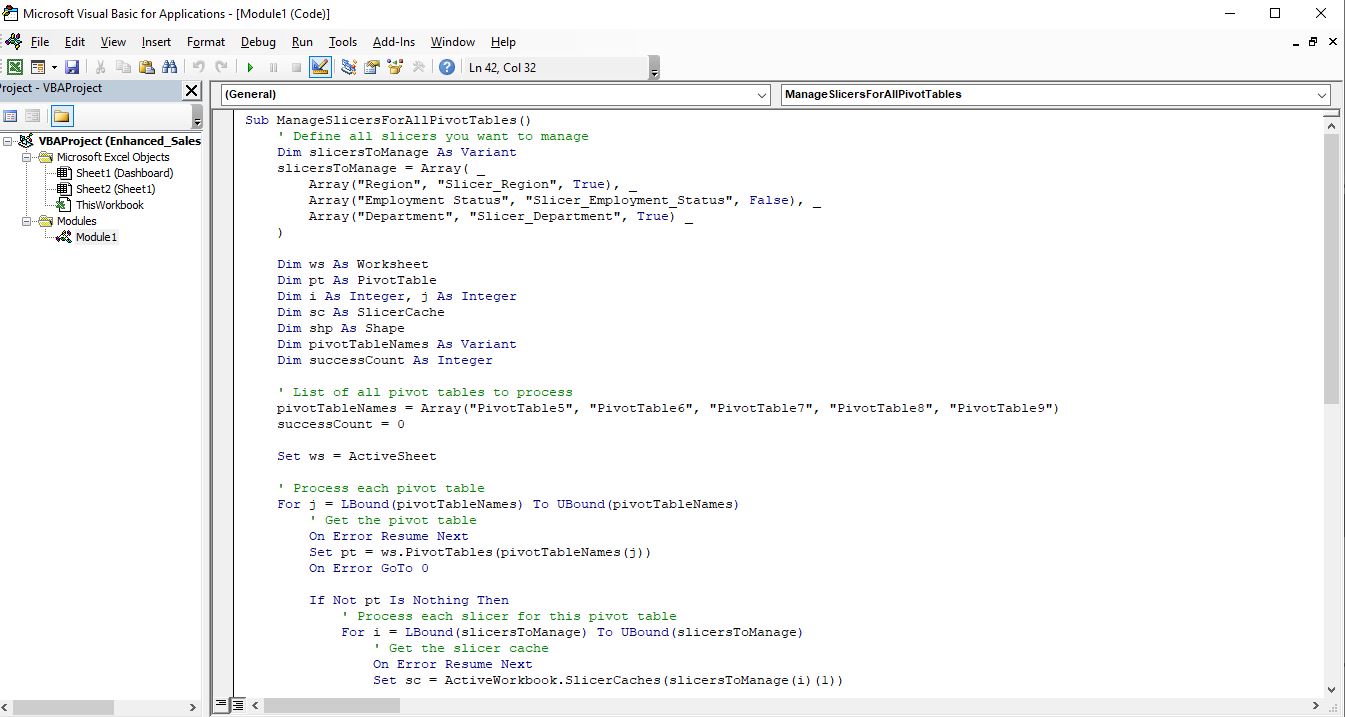 Microsoft Visual Basic for Applications - [Module1 (Code)]
File Edit View Insert Format Debug Run Tools Add-Ins Window Help
Ln 42, Col 32
roject - VBAProject
(General)
ManageSlicersForAllPivotTables
VBAProject (Enhanced_Sales
Microsoft Excel Objects
Sheet1 (Dashboard)
Sheet2 (Sheet1)
ThisWorkbook
Modules
Module1
Sub ManageSlicersForAllPivotTables()
    ' Define all slicers you want to manage
    Dim slicersToManage As Variant
    slicersToManage = Array( _
        Array("Region", "Slicer_Region", True), _
        Array("Employment Status", "Slicer_Employment_Status", False), _
        Array("Department", "Slicer_Department", True) _
    )
    Dim ws As Worksheet
    Dim pt As PivotTable
    Dim i As Integer, j As Integer
    Dim sc As SlicerCache
    Dim shp As Shape
    Dim pivotTableNames As Variant
    Dim successCount As Integer
    ' List of all pivot tables to process
    pivotTableNames = Array("PivotTable5", "PivotTable6", "PivotTable7", "PivotTable8", "PivotTable9")
    successCount = 0
    Set ws = ActiveSheet
    ' Process each pivot table
    For j = LBound(pivotTableNames) To UBound(pivotTableNames)
        ' Get the pivot table
        On Error Resume Next
        Set pt = ws.PivotTables(pivotTableNames(j))
        On Error GoTo 0
        If Not pt Is Nothing Then
            ' Process each slicer for this pivot table
            For i = LBound(slicersToManage) To UBound(slicersToManage)
                ' Get the slicer cache
                On Error Resume Next
                Set sc = ActiveWorkbook.SlicerCaches(slicersToManage(i)(1))